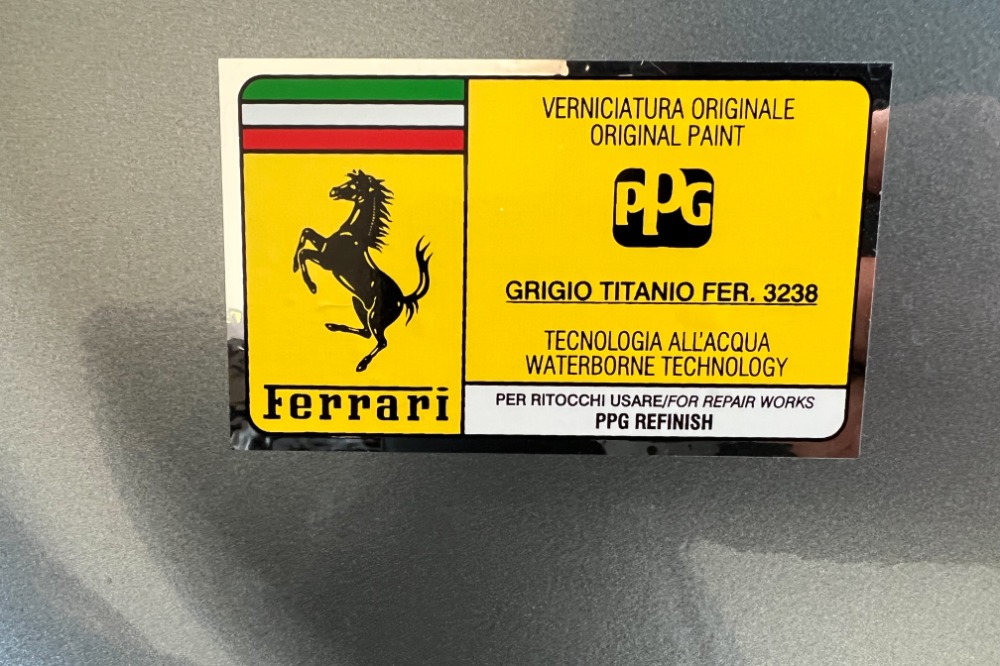 VERNICIATURA ORIGINALE
ORIGINAL PAINT
PPG
GRIGIO TITANIO FER. 3238
TECNOLOGIA ALL'ACQUA
WATERBORNE TECHNOLOGY
Ferrari
PER RITOCCHI USARE/FOR REPAIR WORKS
PPG REFINISH